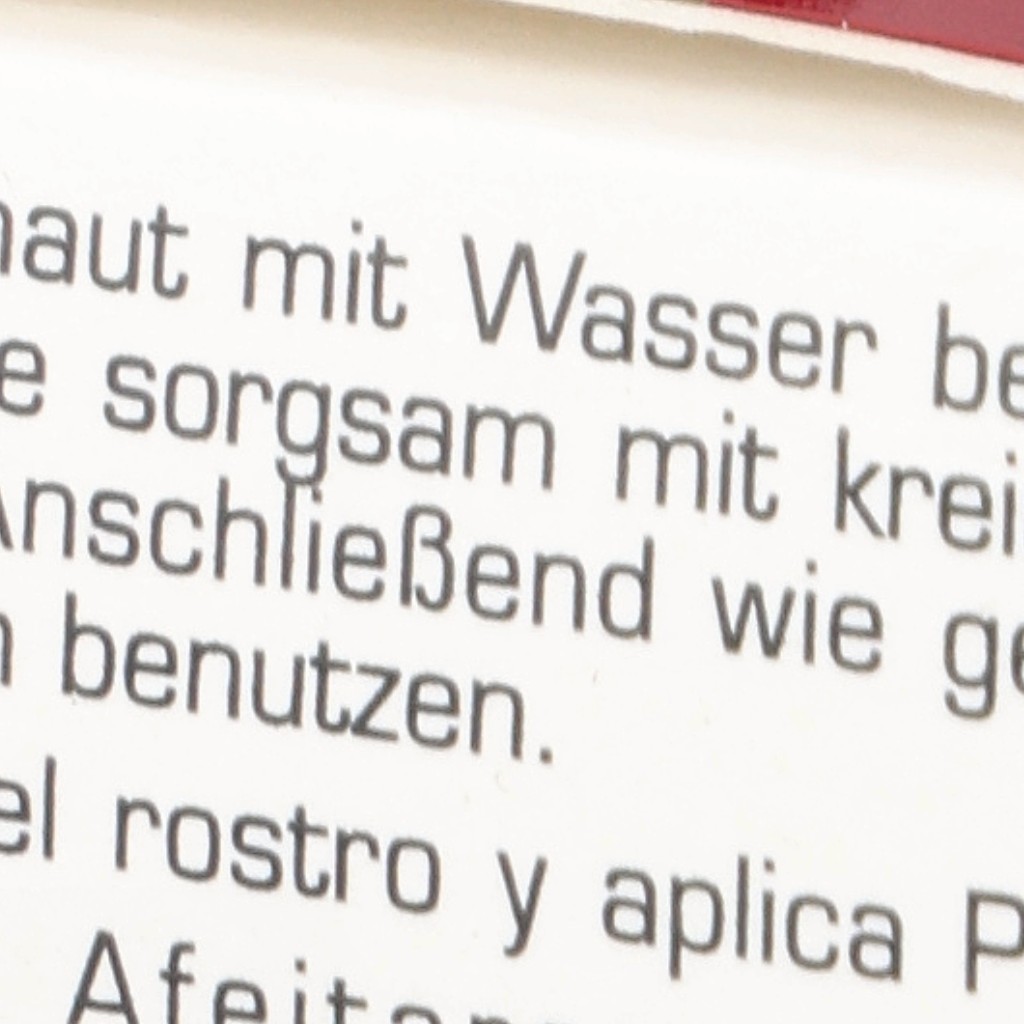 haut mit Wasser be
e sorgsam mit krei
Anschließend wie ge
n benutzen.
el rostro y aplica P